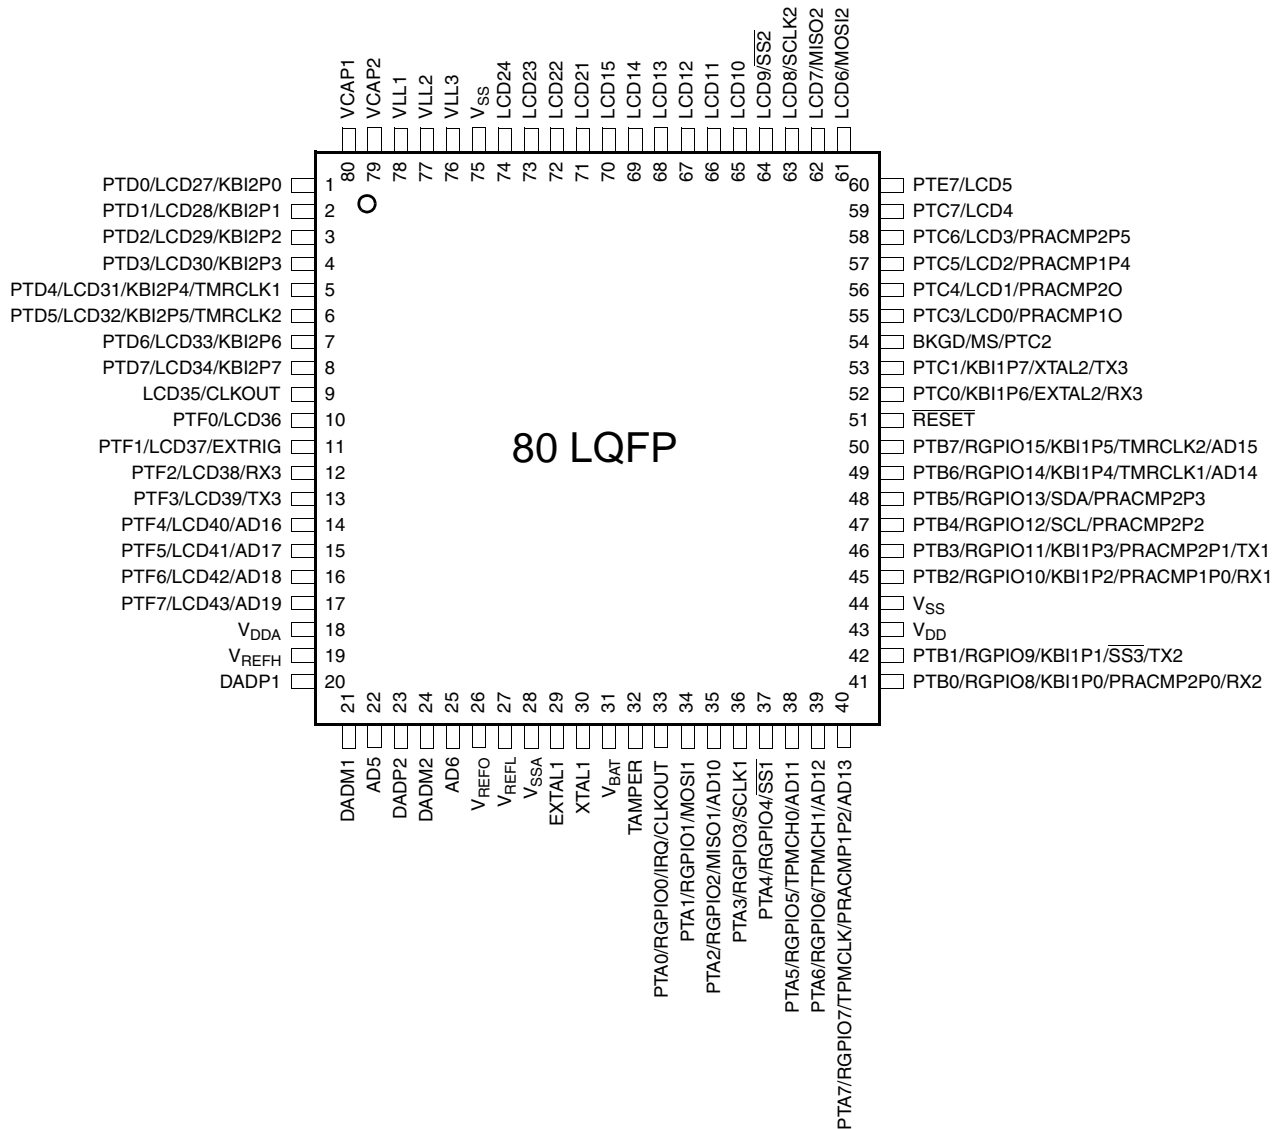 VCAP1
VCAP2
VLL1
VLL2
VLL3
VSS
LCD24
LCD23
LCD22
LCD21
LCD15
LCD14
LCD13
LCD12
LCD11
LCD10
LCD9/SS2
LCD8/SCLK2
LCD7/MISO2
LCD6/MOSI2
80
79
78
77
76
75
74
73
72
71
70
69
68
67
66
65
64
63
62
61
PTD0/LCD27/KBI2P0 1
PTD1/LCD28/KBI2P1 2
PTD2/LCD29/KBI2P2 3
PTD3/LCD30/KBI2P3 4
PTD4/LCD31/KBI2P4/TMRCLK1 5
PTD5/LCD32/KBI2P5/TMRCLK2 6
PTD6/LCD33/KBI2P6 7
PTD7/LCD34/KBI2P7 8
LCD35/CLKOUT 9
PTF0/LCD36 10
PTF1/LCD37/EXTRIG 11
PTF2/LCD38/RX3 12
PTF3/LCD39/TX3 13
PTF4/LCD40/AD16 14
PTF5/LCD41/AD17 15
PTF6/LCD42/AD18 16
PTF7/LCD43/AD19 17
VDDA 18
VREFH 19
DADP1 20
80 LQFP
60 PTE7/LCD5
59 PTC7/LCD4
58 PTC6/LCD3/PRACMP2P5
57 PTC5/LCD2/PRACMP1P4
56 PTC4/LCD1/PRACMP2O
55 PTC3/LCD0/PRACMP1O
54 BKGD/MS/PTC2
53 PTC1/KBI1P7/XTAL2/TX3
52 PTC0/KBI1P6/EXTAL2/RX3
51 RESET
50 PTB7/RGPIO15/KBI1P5/TMRCLK2/AD15
49 PTB6/RGPIO14/KBI1P4/TMRCLK1/AD14
48 PTB5/RGPIO13/SDA/PRACMP2P3
47 PTB4/RGPIO12/SCL/PRACMP2P2
46 PTB3/RGPIO11/KBI1P3/PRACMP2P1/TX1
45 PTB2/RGPIO10/KBI1P2/PRACMP1P0/RX1
44 VSS
43 VDD
42 PTB1/RGPIO9/KBI1P1/SS3/TX2
41 PTB0/RGPIO8/KBI1P0/PRACMP2P0/RX2
21
22
23
24
25
26
27
28
29
30
31
32
33
34
35
36
37
38
39
40
DADM1
AD5
DADP2
DADM2
AD6
VREFO
VREFL
VSSA
EXTAL1
XTAL1
VBAT
TAMPER
PTA0/RGPIO0/IRQ/CLKOUT
PTA1/RGPIO1/MOSI1
PTA2/RGPIO2/MISO1/AD10
PTA3/RGPIO3/SCLK1
PTA4/RGPIO4/SS1
PTA5/RGPIO5/TPMCH0/AD11
PTA6/RGPIO6/TPMCH1/AD12
PTA7/RGPIO7/TPMCLK/PRACMP1P2/AD13